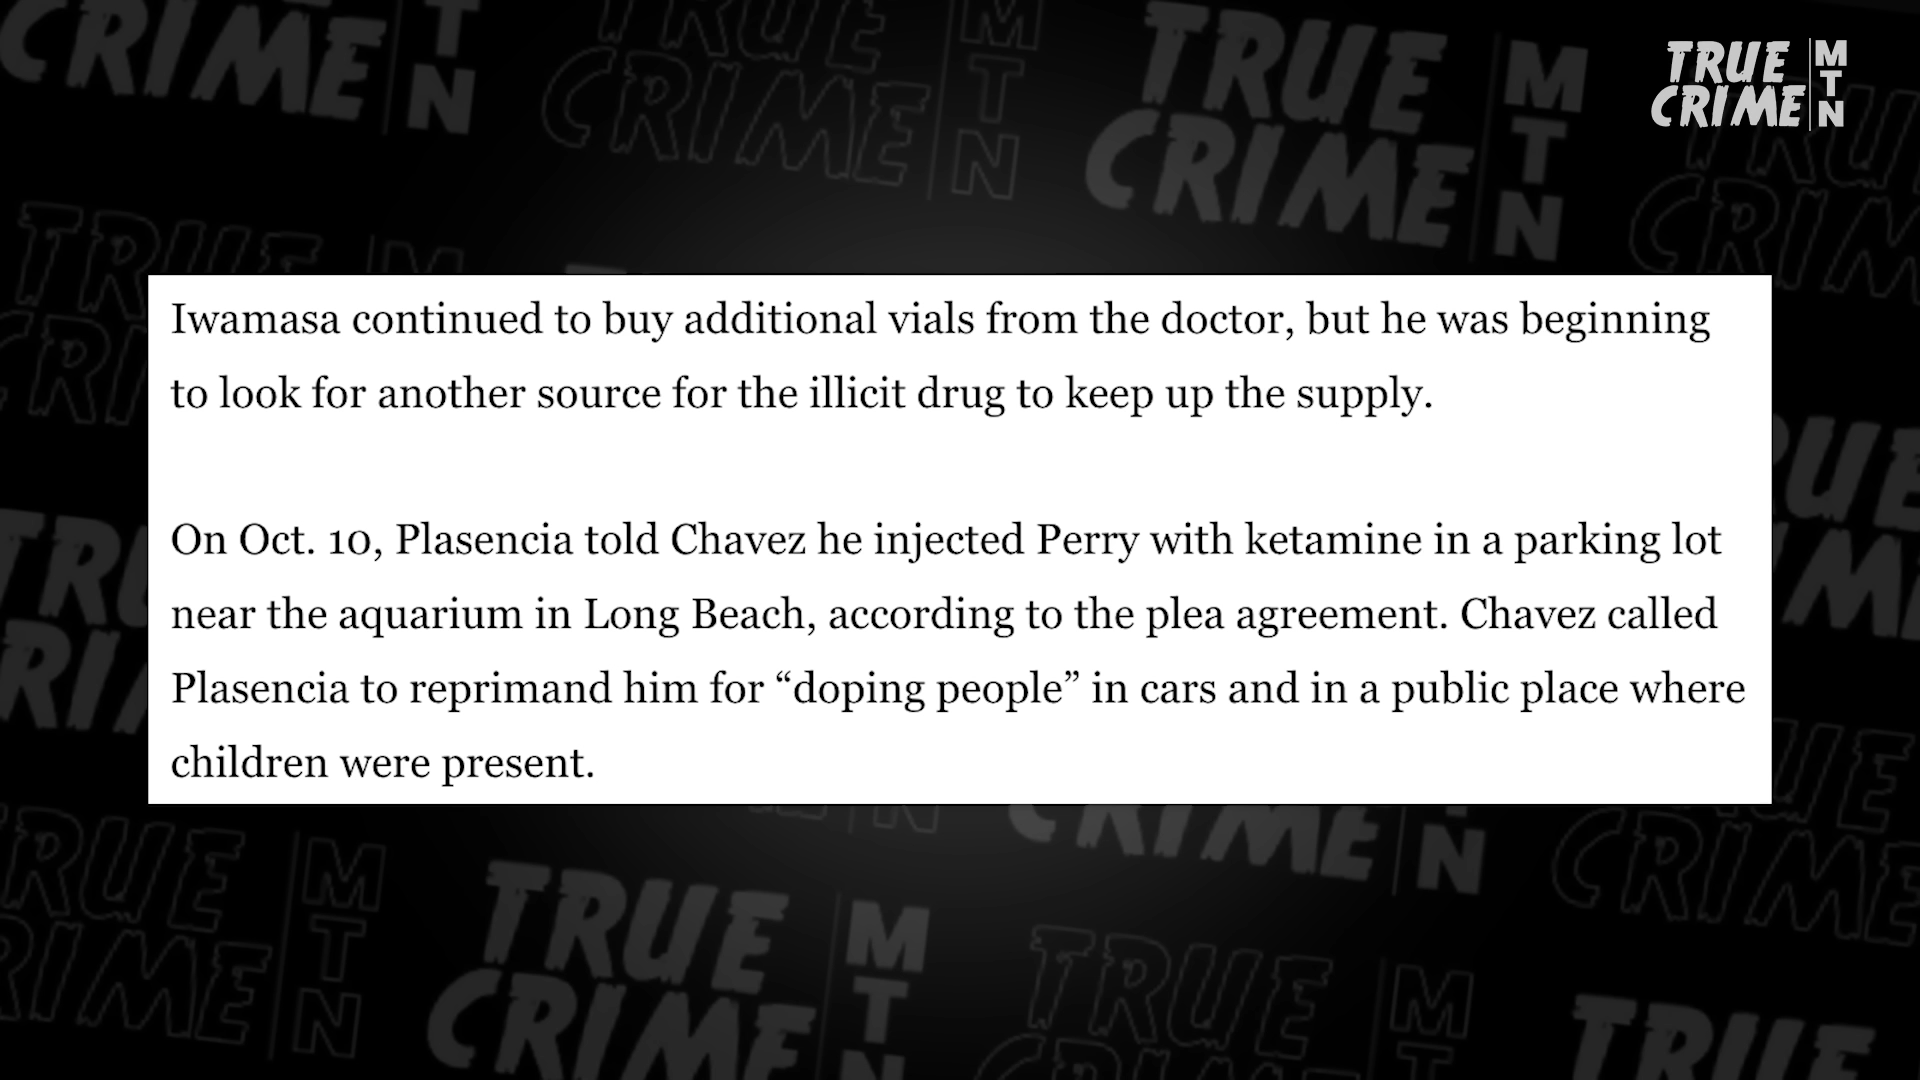 TRUE
CRIME
MTN
Iwamasa continued to buy additional vials from the doctor, but he was beginning
to look for another source for the illicit drug to keep up the supply.
On Oct. 10, Plasencia told Chavez he injected Perry with ketamine in a parking lot
near the aquarium in Long Beach, according to the plea agreement. Chavez called
Plasencia to reprimand him for “doping people” in cars and in a public place where
children were present.